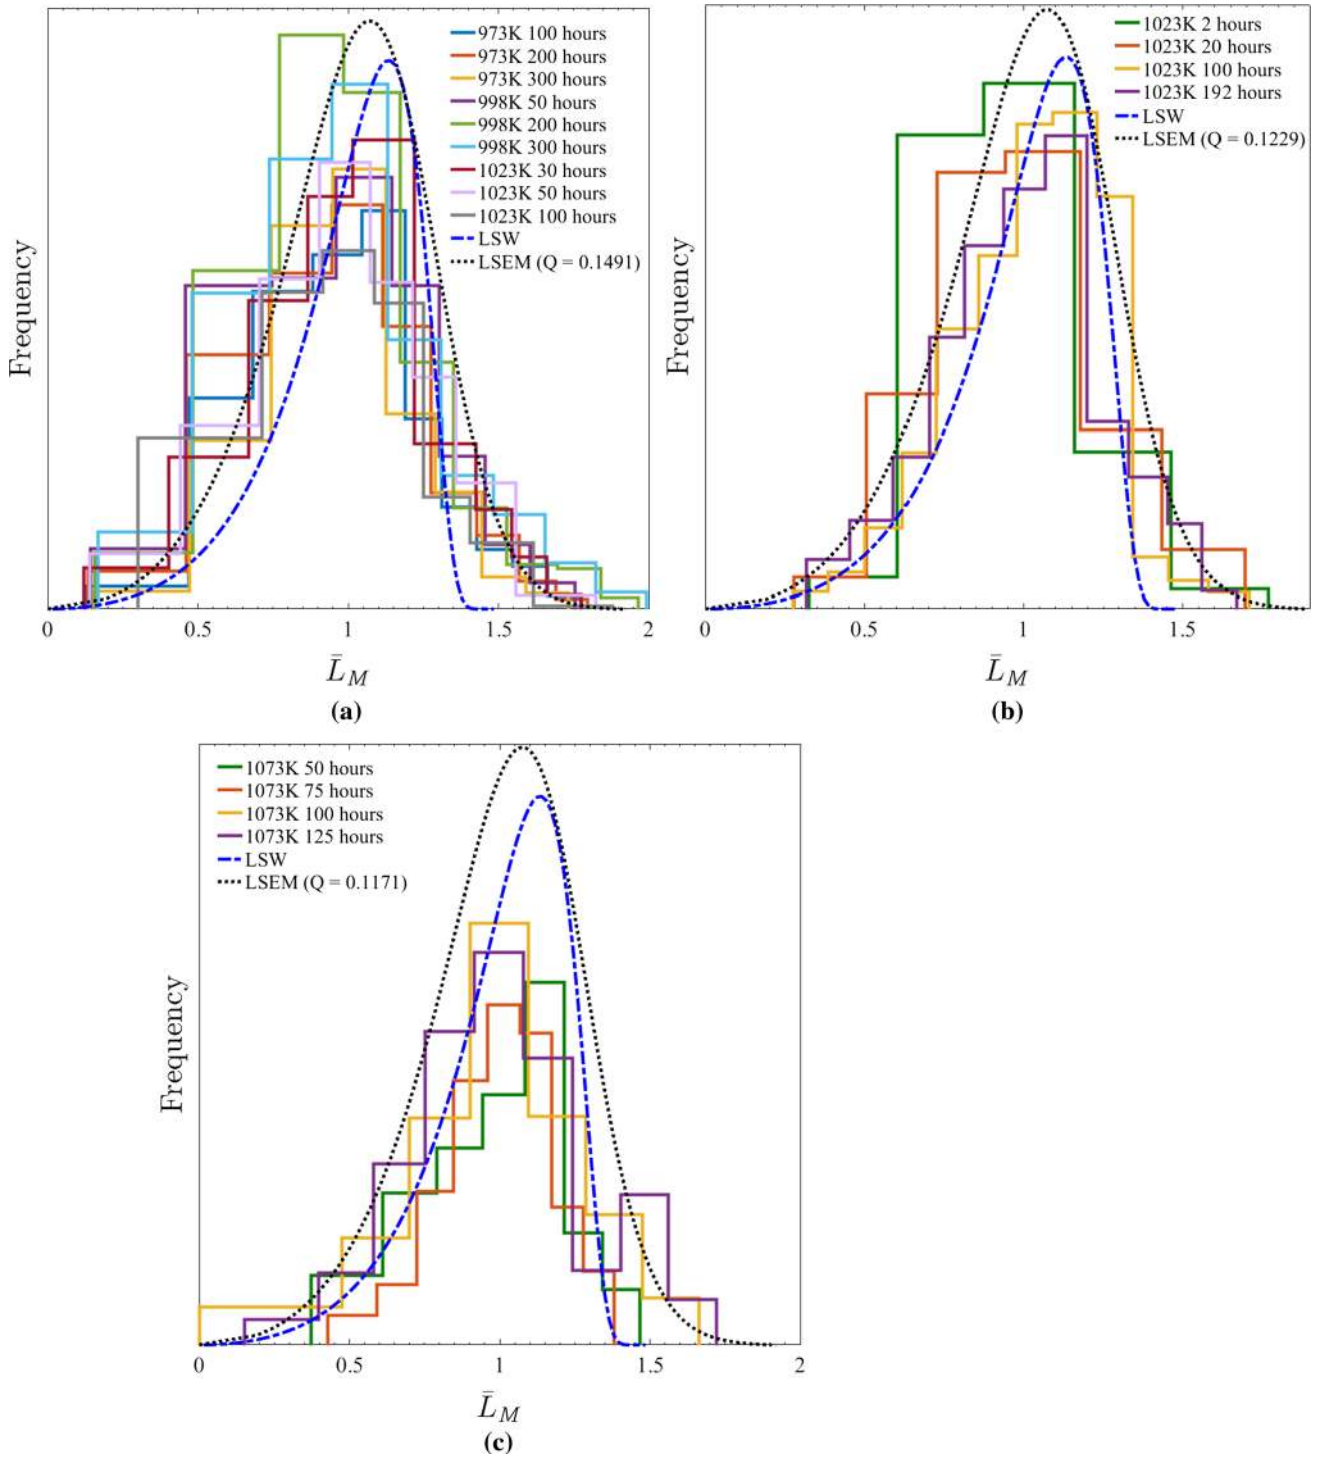 973K 100 hours
973K 200 hours
973K 300 hours
998K 50 hours
998K 200 hours
998K 300 hours
1023K 30 hours
1023K 50 hours
1023K 100 hours
LSW
LSEM (Q = 0.1491)
Frequency
0 0.5 1 1.5 2
L̄_M
(a)
1023K 2 hours
1023K 20 hours
1023K 100 hours
1023K 192 hours
LSW
LSEM (Q = 0.1229)
Frequency
0 0.5 1 1.5
L̄_M
(b)
1073K 50 hours
1073K 75 hours
1073K 100 hours
1073K 125 hours
LSW
LSEM (Q = 0.1171)
Frequency
0 0.5 1 1.5 2
L̄_M
(c)